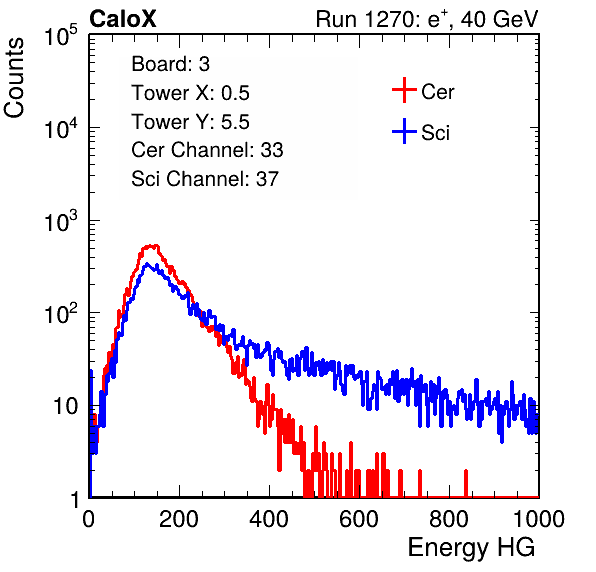 CaloX Run 1270: e⁺, 40 GeV
Counts
10⁵
10⁴
10³
10²
10
1
Board: 3
Tower X: 0.5
Tower Y: 5.5
Cer Channel: 33
Sci Channel: 37
Cer
Sci
0 200 400 600 800 1000
Energy HG